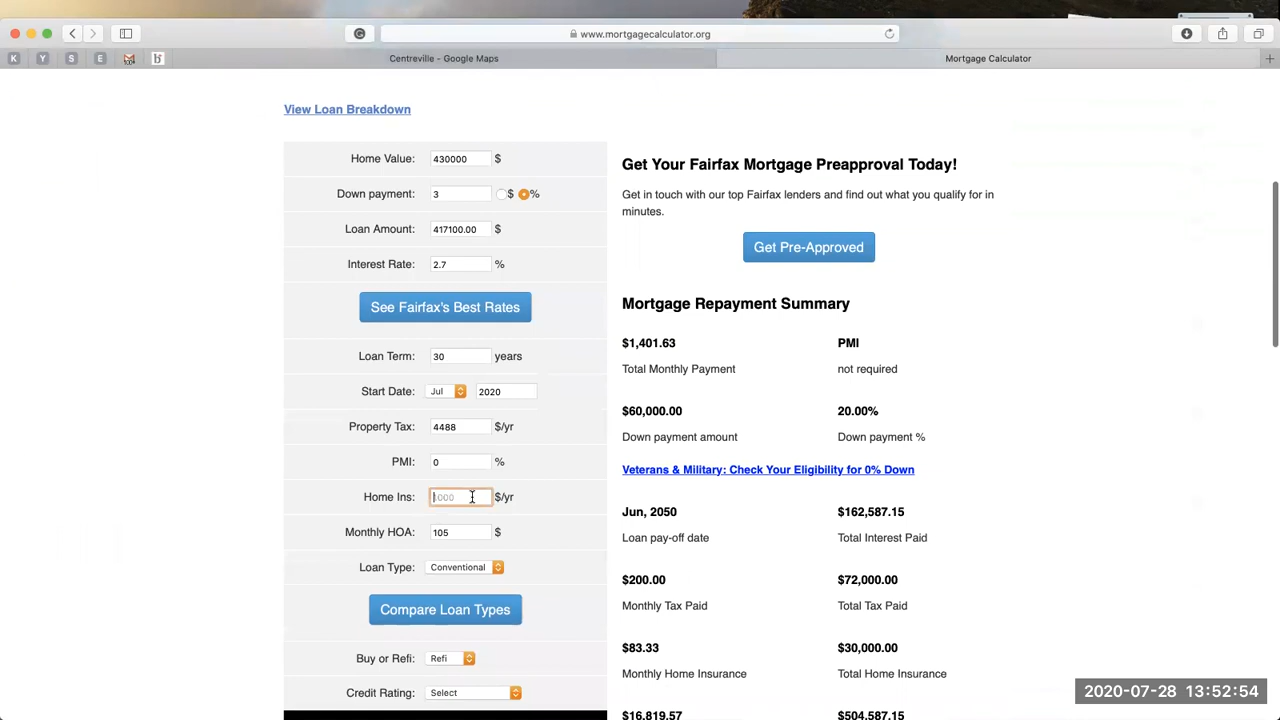 www.mortgagecalculator.org
K Y S E
Centreville - Google Maps
Mortgage Calculator
View Loan Breakdown
Home Value: 430000 $
Down payment: 3 $ %
Loan Amount: 417100.00 $
Interest Rate: 2.7 %
See Fairfax's Best Rates
Loan Term: 30 years
Start Date: Jul 2020
Property Tax: 4488 $/yr
PMI: 0 %
Home Ins: 1000 $/yr
Monthly HOA: 105 $
Loan Type: Conventional
Compare Loan Types
Buy or Refi: Refi
Credit Rating: Select
Get Your Fairfax Mortgage Preapproval Today!
Get in touch with our top Fairfax lenders and find out what you qualify for in
minutes.
Get Pre-Approved
Mortgage Repayment Summary
$1,401.63 PMI
Total Monthly Payment not required
$60,000.00 20.00%
Down payment amount Down payment %
Veterans & Military: Check Your Eligibility for 0% Down
Jun, 2050 $162,587.15
Loan pay-off date Total Interest Paid
$200.00 $72,000.00
Monthly Tax Paid Total Tax Paid
$83.33 $30,000.00
Monthly Home Insurance Total Home Insurance
$16,819.57 $504,587.15
2020-07-28 13:52:54